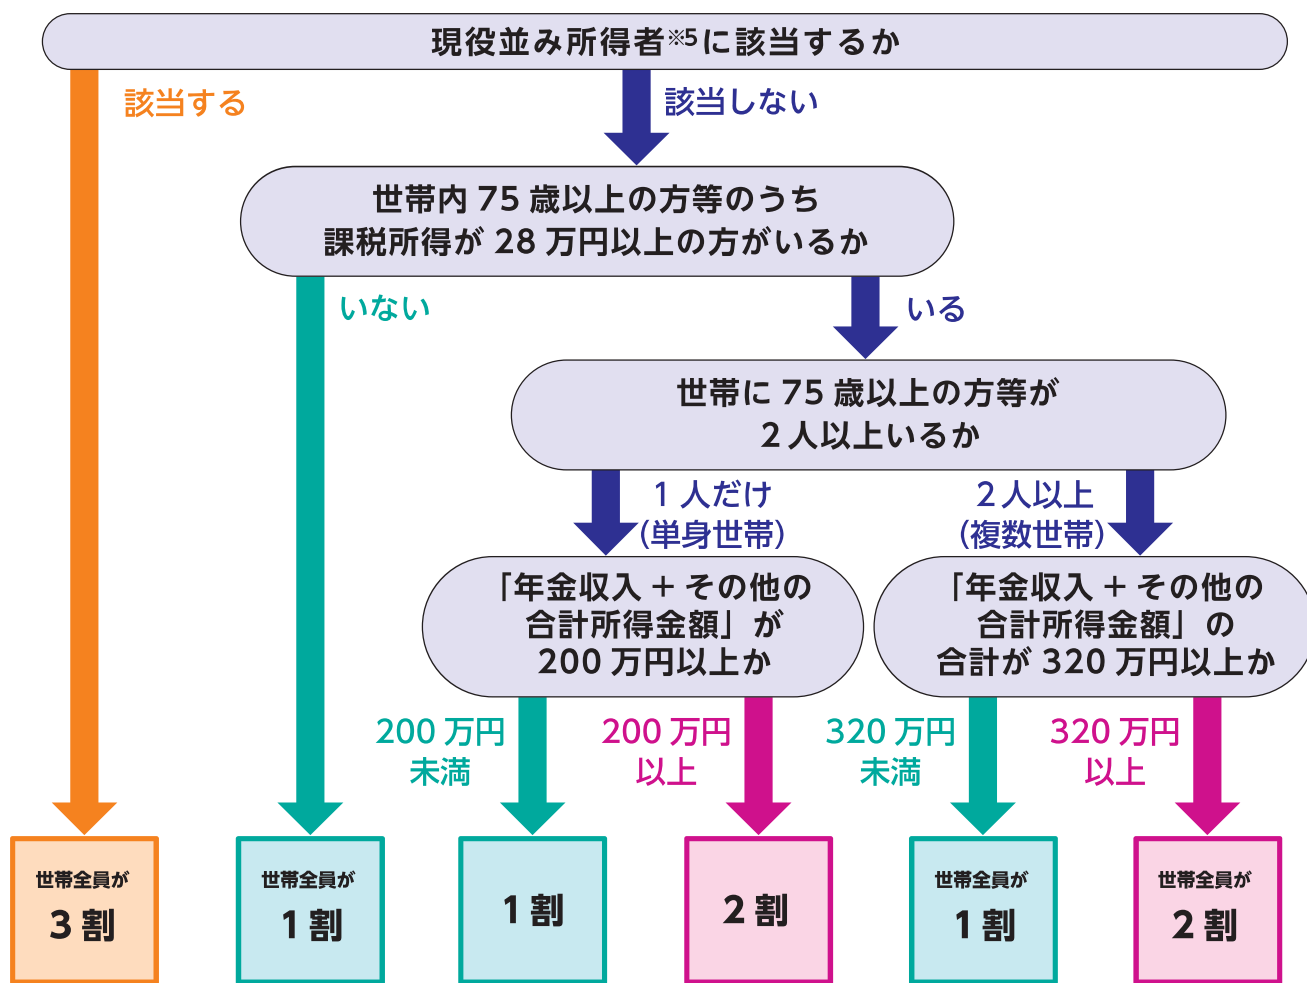 現役並み所得者※5に該当するか
該当する
該当しない
世帯内 75 歳以上の方等のうち
課税所得が 28 万円以上の方がいるか
いない
いる
世帯に 75 歳以上の方等が
2 人以上いるか
1 人だけ
(単身世帯)
2 人以上
(複数世帯)
「年金収入 + その他の
合計所得金額」が
200 万円以上か
「年金収入 + その他の
合計所得金額」の
合計が 320 万円以上か
200 万円
未満
200 万円
以上
320 万円
未満
320 万円
以上
世帯全員が
3 割
世帯全員が
1 割
1 割
2 割
世帯全員が
1 割
世帯全員が
2 割